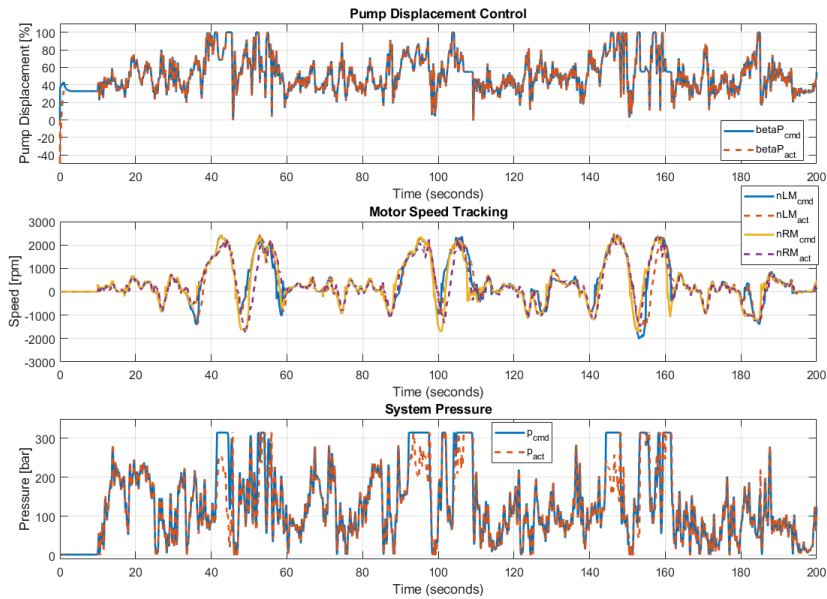 Pump Displacement Control
Pump Displacement [%]
100
80
60
40
20
0
-20
-40
betaP_cmd
betaP_act
0 20 40 60 80 100 120 140 160 180 200
Time (seconds)
nLM_cmd
nLM_act
nRM_cmd
nRM_act
Motor Speed Tracking
Speed [rpm]
3000
2000
1000
0
-1000
-2000
-3000
0 20 40 60 80 100 120 140 160 180 200
Time (seconds)
System Pressure
Pressure [bar]
300
200
100
0
p_cmd
p_act
0 20 40 60 80 100 120 140 160 180 200
Time (seconds)